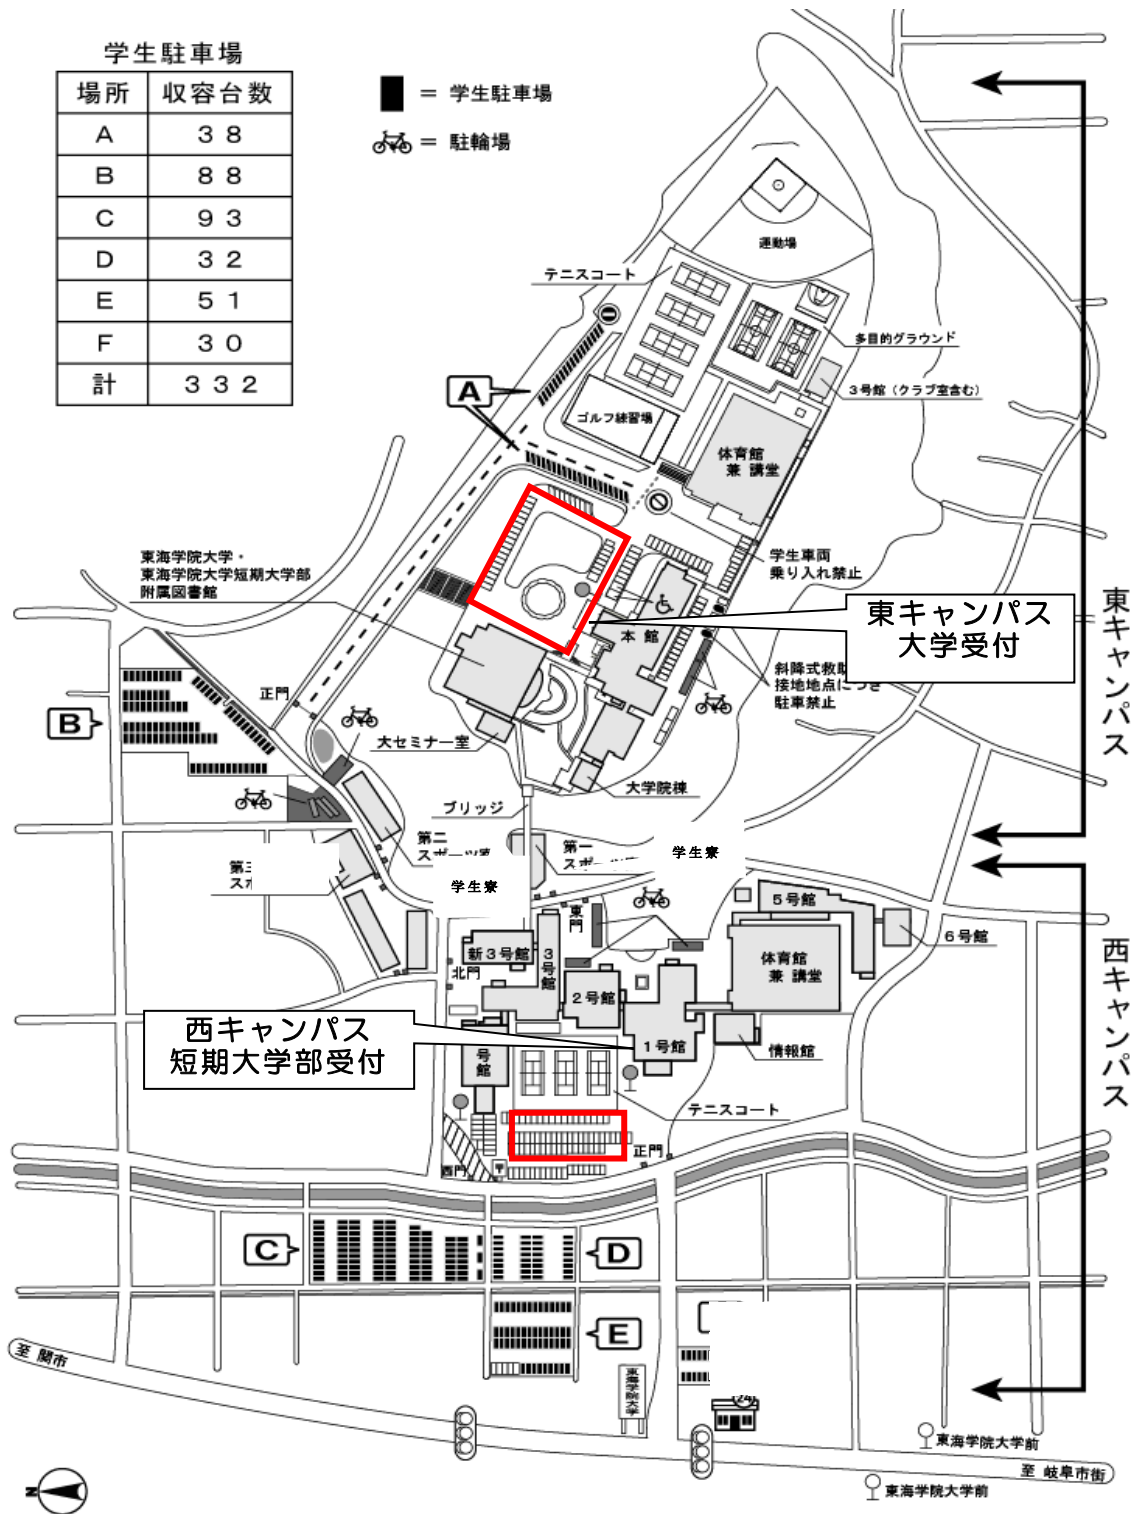 学生駐車場
場所 収容台数
A 38
B 88
C 93
D 32
E 51
F 30
計 332
= 学生駐車場
= 駐輪場
運動場
テニスコート
多目的グラウンド
3号館(クラブ室含む)
A
ゴルフ練習場
体育館
兼 講堂
学生車両
乗り入れ禁止
東海学院大学・
東海学院大学短期大学部
附属図書館
東キャンパス
大学受付
本 館
東キャンパス
斜降式救助
接地地点につき
駐車禁止
正門
B
大セミナー室
大学院棟
ブリッジ
第二
第一
学生寮
学生寮
東門
5号館
6号館
新3号館
3号館
北門
2号館
体育館
兼 講堂
西キャンパス
西キャンパス
短期大学部受付
1号館
情報館
号館
テニスコート
正門
西門
C
D
E
至 関市
東海学院大学
東海学院大学前
至 岐阜市街
東海学院大学前
N